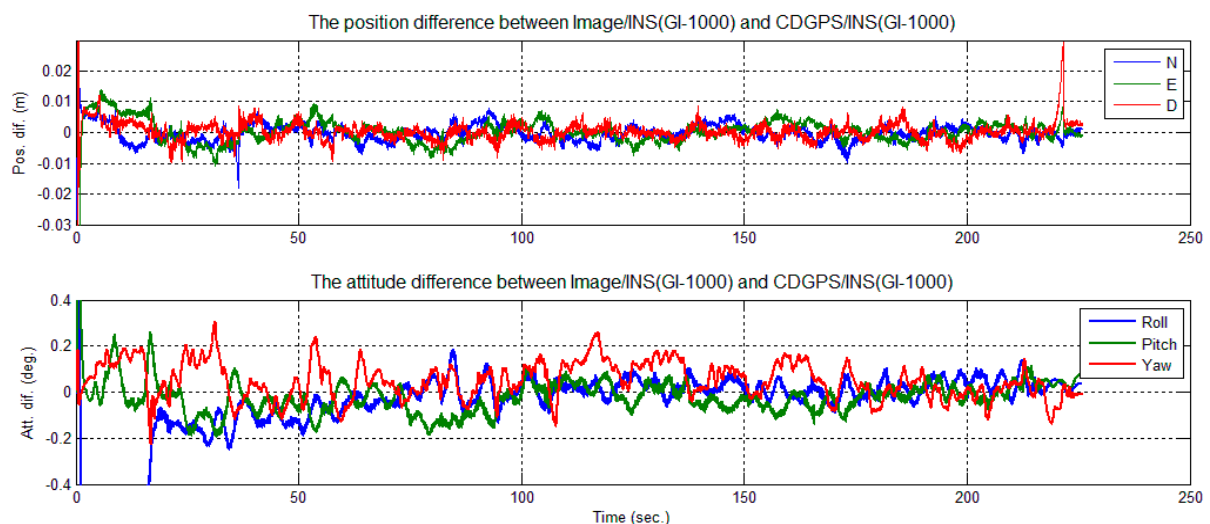 The position difference between Image/INS(GI-1000) and CDGPS/INS(GI-1000)
Pos. dif. (m)
0.02
0.01
0
-0.01
-0.02
-0.03
N
E
D
0 50 100 150 200 250
The attitude difference between Image/INS(GI-1000) and CDGPS/INS(GI-1000)
Att. dif. (deg.)
0.4
0.2
0
-0.2
-0.4
Roll
Pitch
Yaw
0 50 100 150 200 250
Time (sec.)